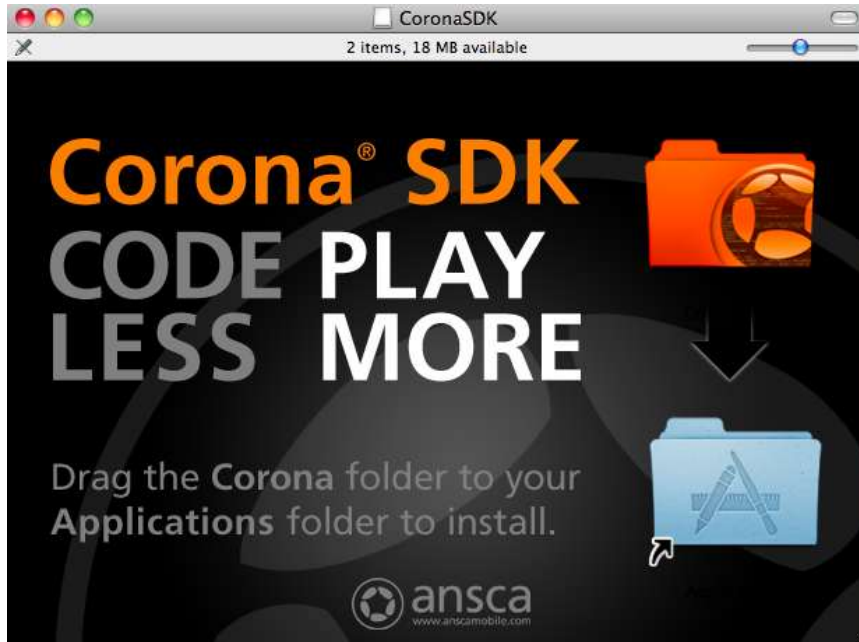 CoronaSDK
2 items, 18 MB available
Corona® SDK
CODE PLAY
LESS MORE
Drag the Corona folder to your
Applications folder to install.
ansca
www.anscamobile.com